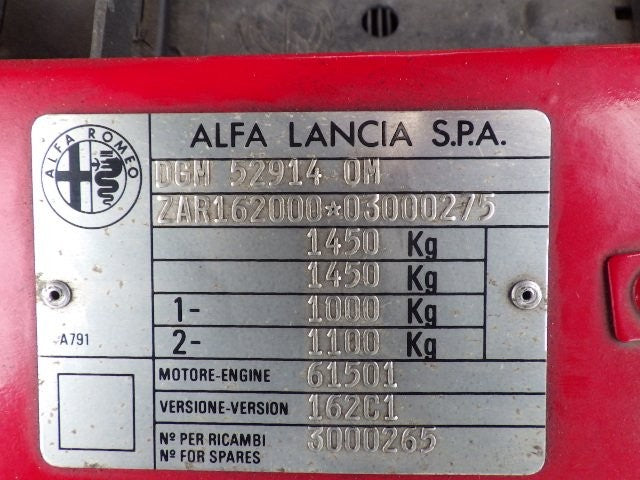 ALFA ROMEO
ALFA LANCIA S.P.A.
DGM 52914 OM
ZAR162000*03000275
1450 Kg
1450 Kg
1- 1000 Kg
2- 1100 Kg
A791
MOTORE-ENGINE 61501
VERSIONE-VERSION 162C1
Nº PER RICAMBI 3000265
Nº FOR SPARES